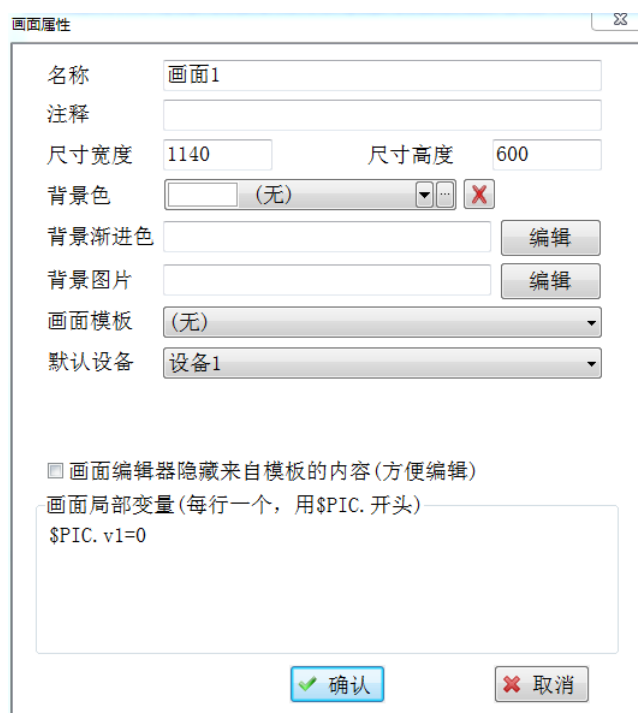 画面属性
名称 画面1
注释
尺寸宽度 1140 尺寸高度 600
背景色 (无) ...
背景渐进色 编辑
背景图片 编辑
画面模板 (无)
默认设备 设备1
画面编辑器隐藏来自模板的内容(方便编辑)
画面局部变量(每行一个，用$PIC.开头)
$PIC.v1=0
确认 取消